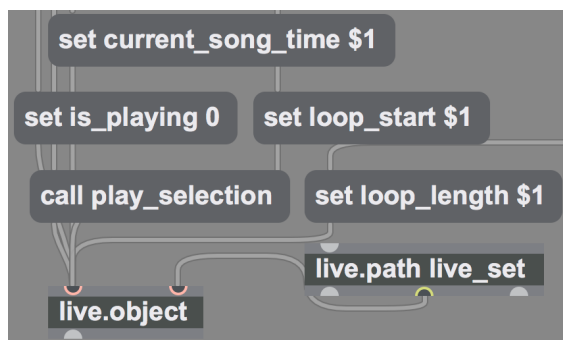 set current_song_time $1
set is_playing 0
set loop_start $1
call play_selection
set loop_length $1
live.path live_set
live.object